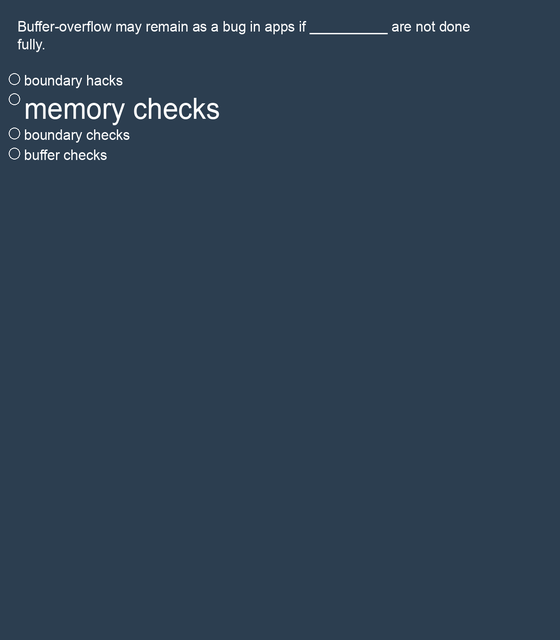 Buffer-overflow may remain as a bug in apps if __________ are not done
fully.
boundary hacks
memory checks
boundary checks
buffer checks